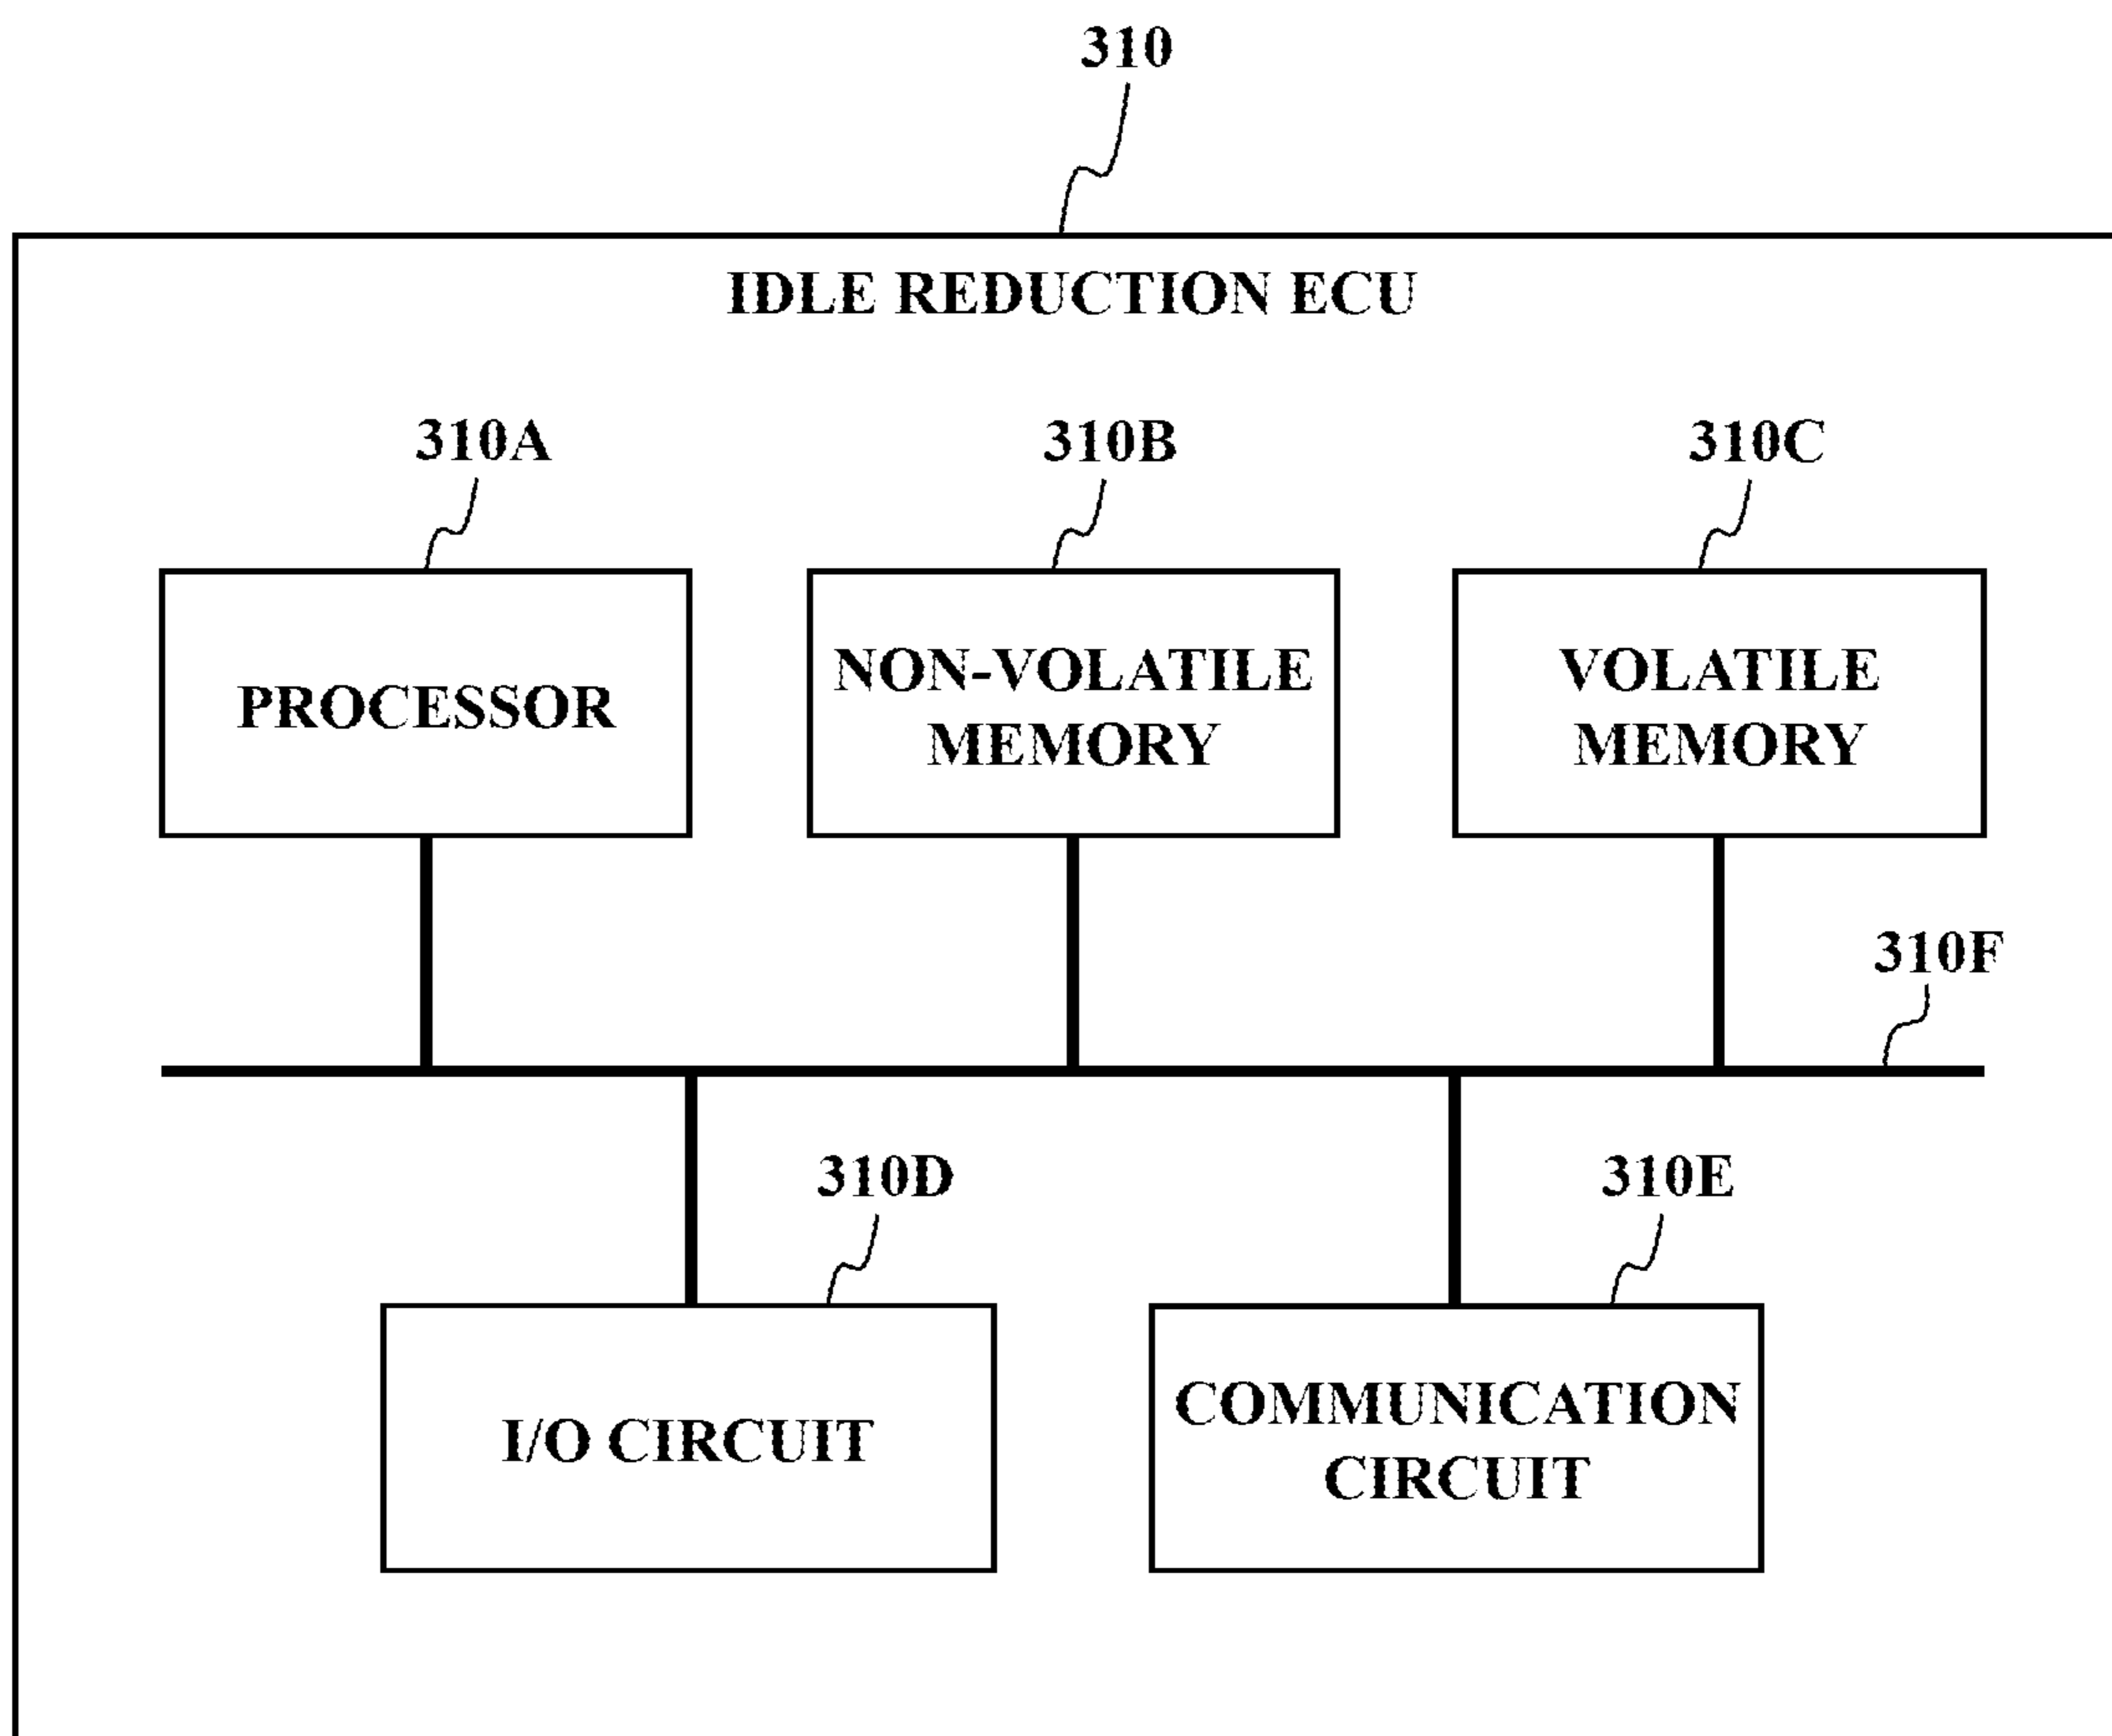 310
IDLE REDUCTION ECU
310A
310B
310C
PROCESSOR
NON-VOLATILE
MEMORY
VOLATILE
MEMORY
310F
310D
310E
I/O CIRCUIT
COMMUNICATION
CIRCUIT